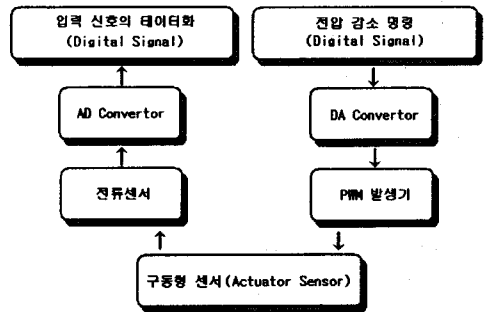 입력 신호의 테이터화
(Digital Signal)
전압 감소 명령
(Digital Signal)
AD Convertor
DA Convertor
전류센서
PWM 발생기
구동형 센서(Actuator Sensor)